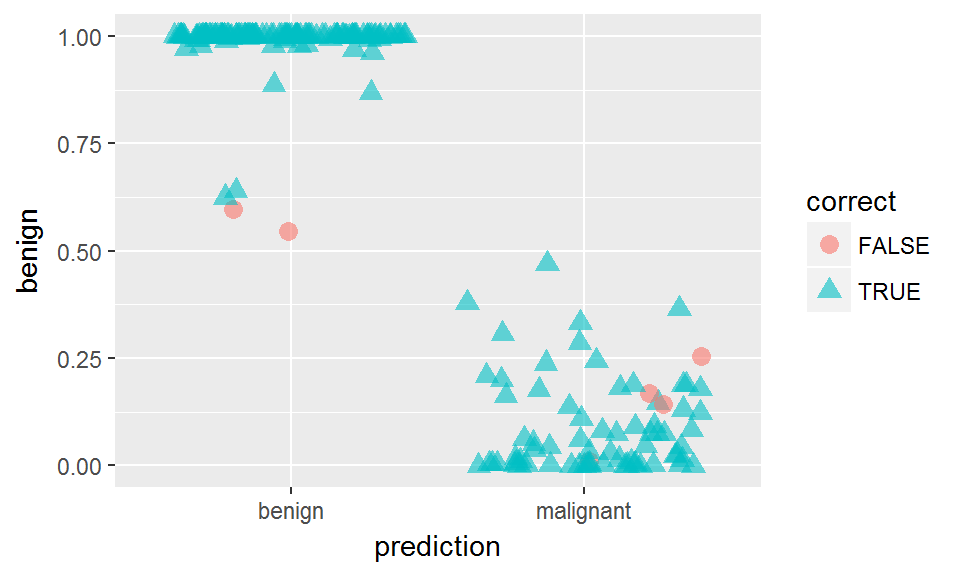 1.00
0.75
0.50
0.25
0.00
benign
benign
malignant
prediction
correct
FALSE
TRUE